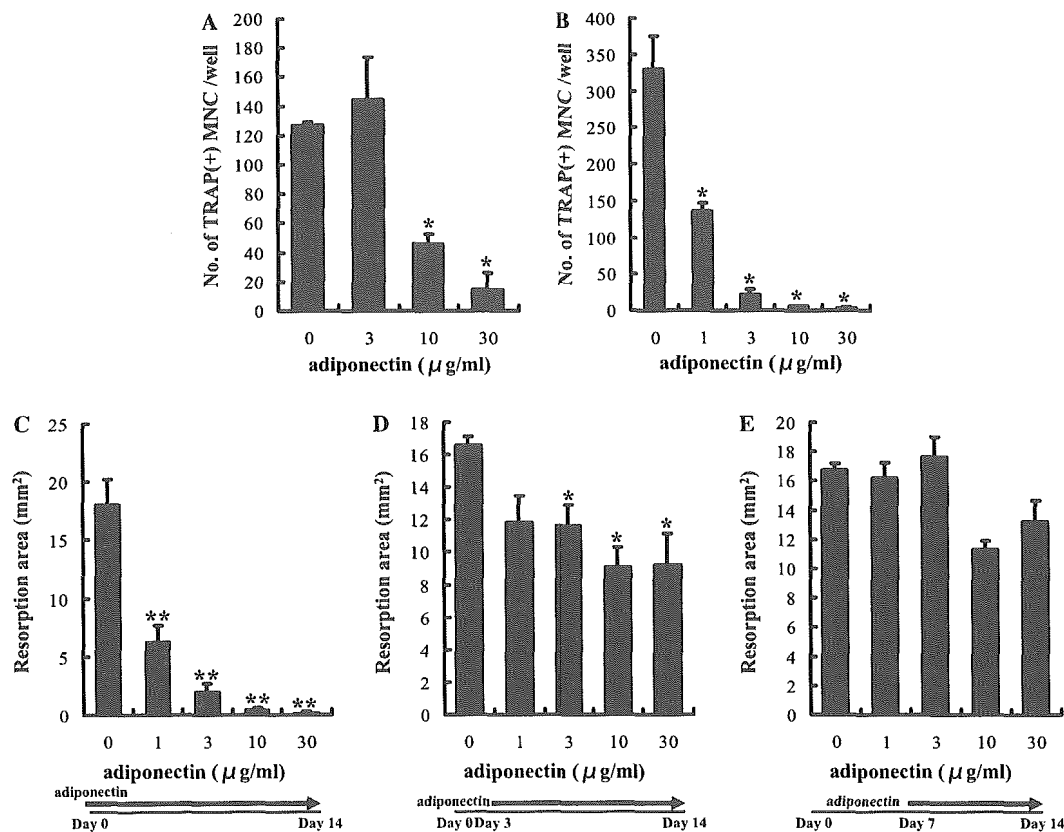 A
No. of TRAP(+) MNC /well
200
180
160
140
120
100
80
60
40
20
0
* *
0 3 10 30
adiponectin ( μ g/ml)
B
No. of TRAP(+) MNC /well
400
350
300
250
200
150
100
50
0
* * * *
0 1 3 10 30
adiponectin ( μ g/ml)
C
Resorption area (mm²)
25
20
15
10
5
0
** ** ** **
0 1 3 10 30
adiponectin ( μ g/ml)
adiponectin
Day 0 Day 14
D
Resorption area (mm²)
18
16
14
12
10
8
6
4
2
0
* * *
0 1 3 10 30
adiponectin ( μ g/ml)
adiponectin
Day 0 Day 3 Day 14
E
Resorption area (mm²)
20
18
16
14
12
10
8
6
4
2
0
0 1 3 10 30
adiponectin ( μ g/ml)
adiponectin
Day 0 Day 7 Day 14